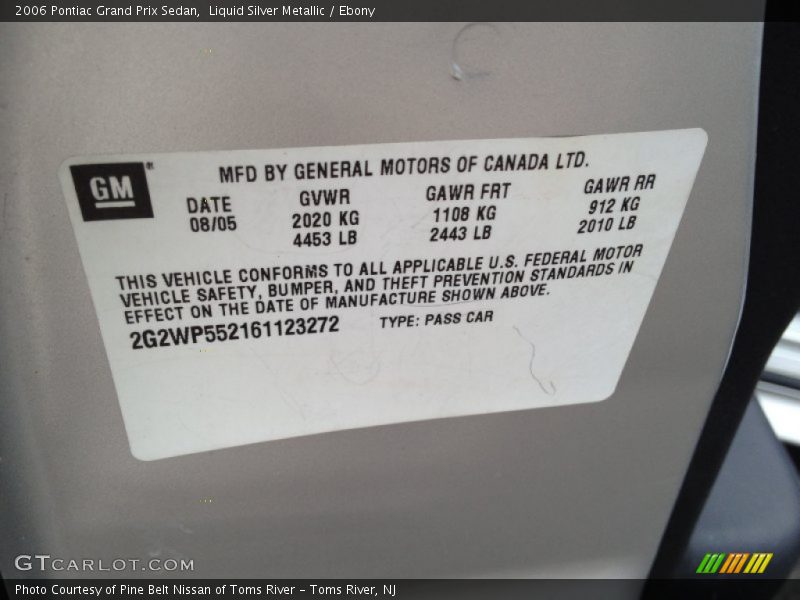 2006 Pontiac Grand Prix Sedan,  Liquid Silver Metallic / Ebony
GM
MFD BY GENERAL MOTORS OF CANADA LTD.
DATE GVWR GAWR FRT GAWR RR
08/05 2020 KG 1108 KG 912 KG
4453 LB 2443 LB 2010 LB
THIS VEHICLE CONFORMS TO ALL APPLICABLE U.S. FEDERAL MOTOR
VEHICLE SAFETY, BUMPER, AND THEFT PREVENTION STANDARDS IN
EFFECT ON THE DATE OF MANUFACTURE SHOWN ABOVE.
2G2WP552161123272 TYPE: PASS CAR
GTCARLOT.COM
Photo Courtesy of Pine Belt Nissan of Toms River – Toms River, NJ